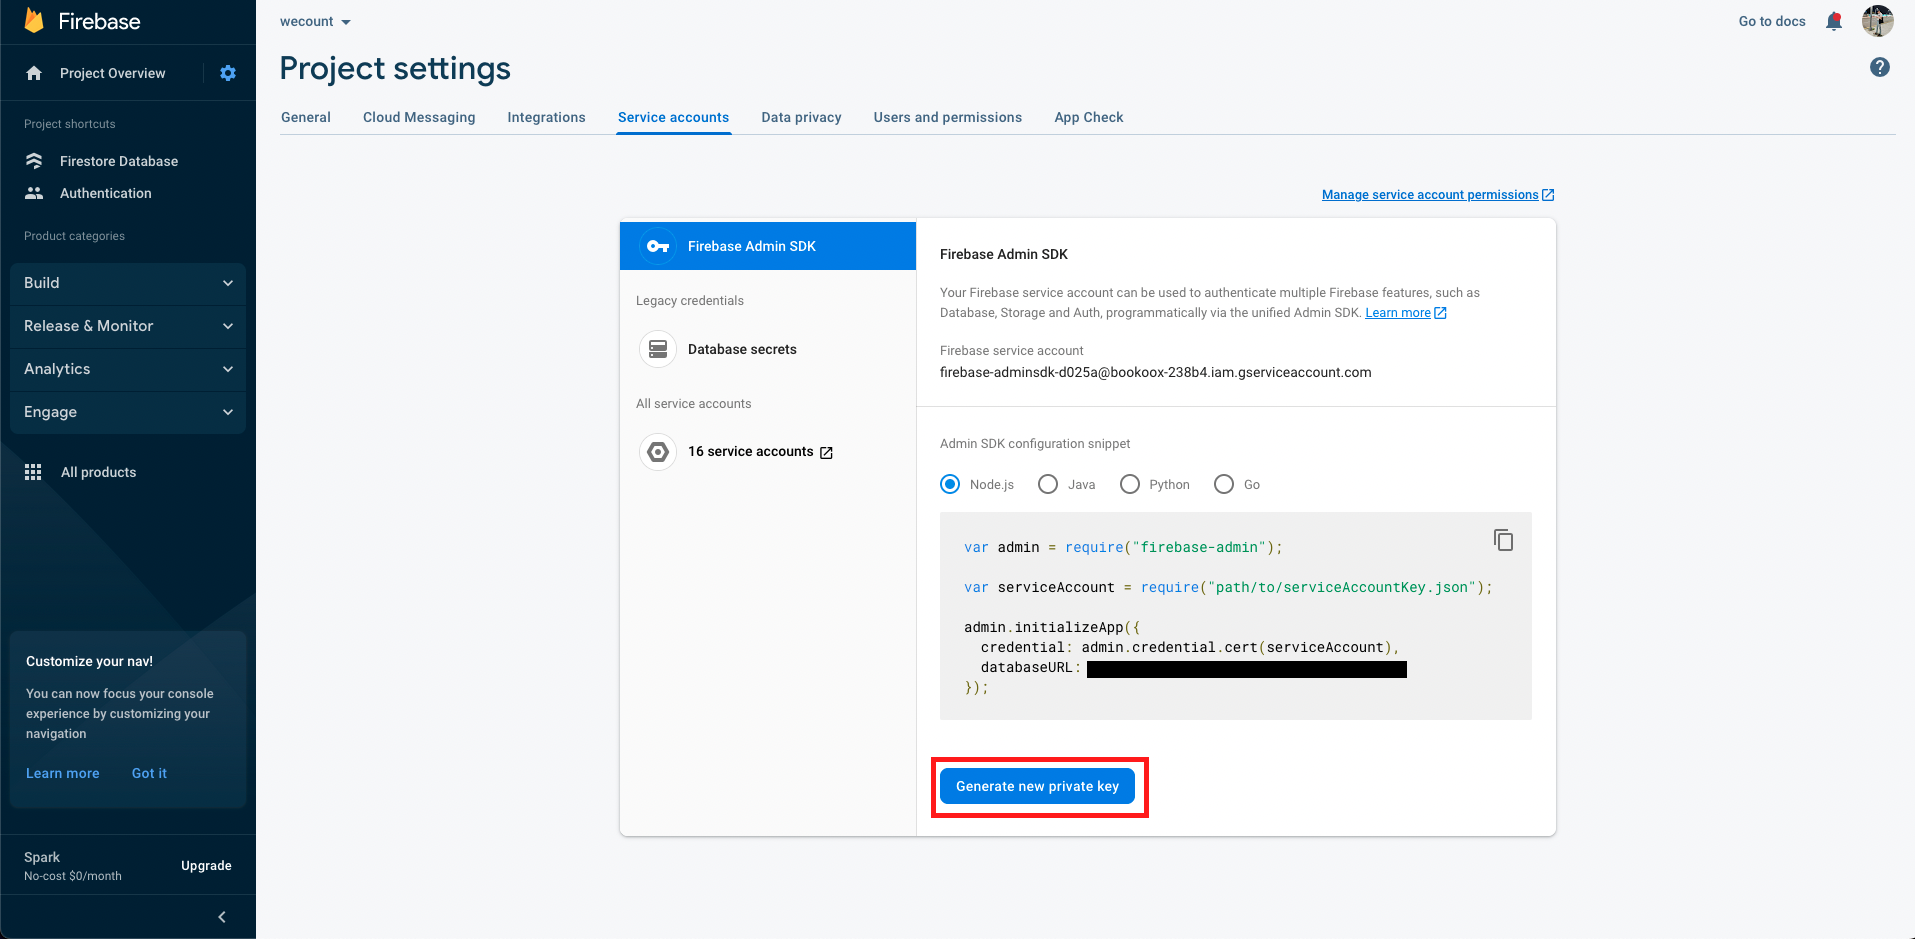 Firebase
Project Overview
Project shortcuts
Firestore Database
Authentication
Product categories
Build
Release & Monitor
Analytics
Engage
All products
Customize your nav!
You can now focus your console
experience by customizing your
navigation
Learn more Got it
Spark
No-cost $0/month
Upgrade
wecount
Go to docs
Project settings
General Cloud Messaging Integrations Service accounts Data privacy Users and permissions App Check
Manage service account permissions
Firebase Admin SDK
Legacy credentials
Database secrets
All service accounts
16 service accounts
Firebase Admin SDK
Your Firebase service account can be used to authenticate multiple Firebase features, such as
Database, Storage and Auth, programmatically via the unified Admin SDK. Learn more
Firebase service account
firebase-adminsdk-d025a@bookoox-238b4.iam.gserviceaccount.com
Admin SDK configuration snippet
Node.js Java Python Go
var admin = require("firebase-admin");
var serviceAccount = require("path/to/serviceAccountKey.json");
admin.initializeApp({
credential: admin.credential.cert(serviceAccount),
databaseURL:
});
Generate new private key